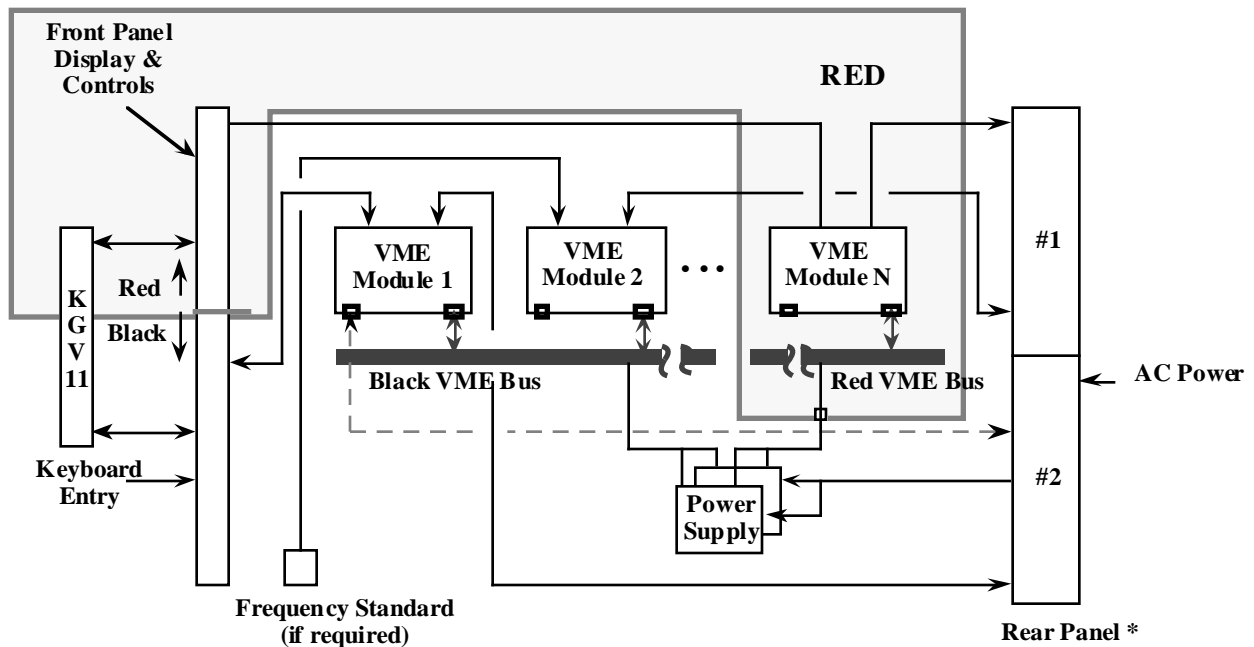 Front Panel
Display &
Controls
RED
VME
Module 1
VME
Module 2
• • •
VME
Module N
#1
K
G
V
11
Red
Black
Black VME Bus
Red VME Bus
AC Power
Keyboard
Entry
Power
Supply
#2
Frequency Standard
(if required)
Rear Panel *